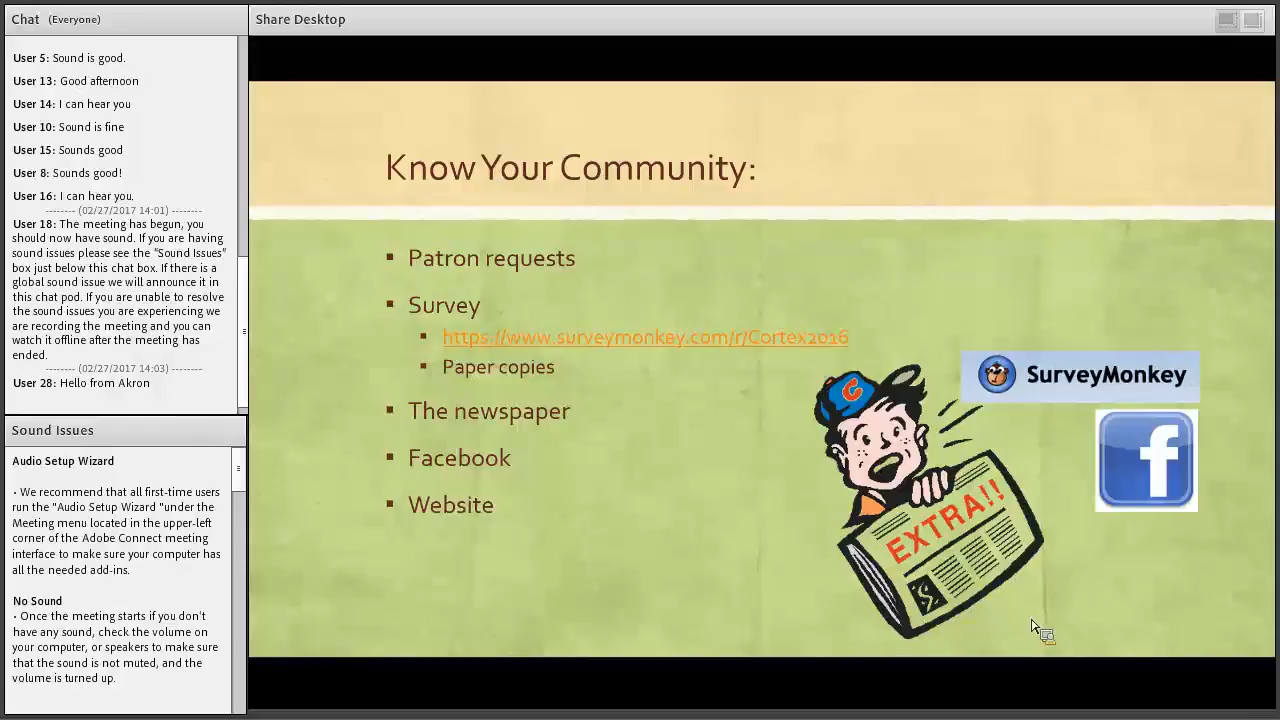 Chat (Everyone)
User 5: Sound is good.
User 13: Good afternoon
User 14: I can hear you
User 10: Sound is fine
User 15: Sounds good
User 8: Sounds good!
User 16: I can hear you.
-------- (02/27/2017 14:01) --------
User 18: The meeting has begun, you
should now have sound. If you are having
sound issues please see the "Sound Issues"
box just below this chat box. If there is a
global sound issue we will announce it in
this chat pod. If you are unable to resolve
the sound issues you are experiencing we
are recording the meeting and you can
watch it offline after the meeting has
ended.
-------- (02/27/2017 14:03) --------
User 28: Hello from Akron
Sound Issues
Audio Setup Wizard
• We recommend that all first-time users
run the "Audio Setup Wizard "under the
Meeting menu located in the upper-left
corner of the Adobe Connect meeting
interface to make sure your computer has
all the needed add-ins.
No Sound
• Once the meeting starts if you don't
have any sound, check the volume on
your computer, or speakers to make sure
that the sound is not muted, and the
volume is turned up.
Share Desktop
Know Your Community:
▪ Patron requests
▪ Survey
▪ https://www.surveymonkey.com/r/Cortex2016
▪ Paper copies
▪ The newspaper
▪ Facebook
▪ Website
SurveyMonkey
f
C
EXTRA!!
$